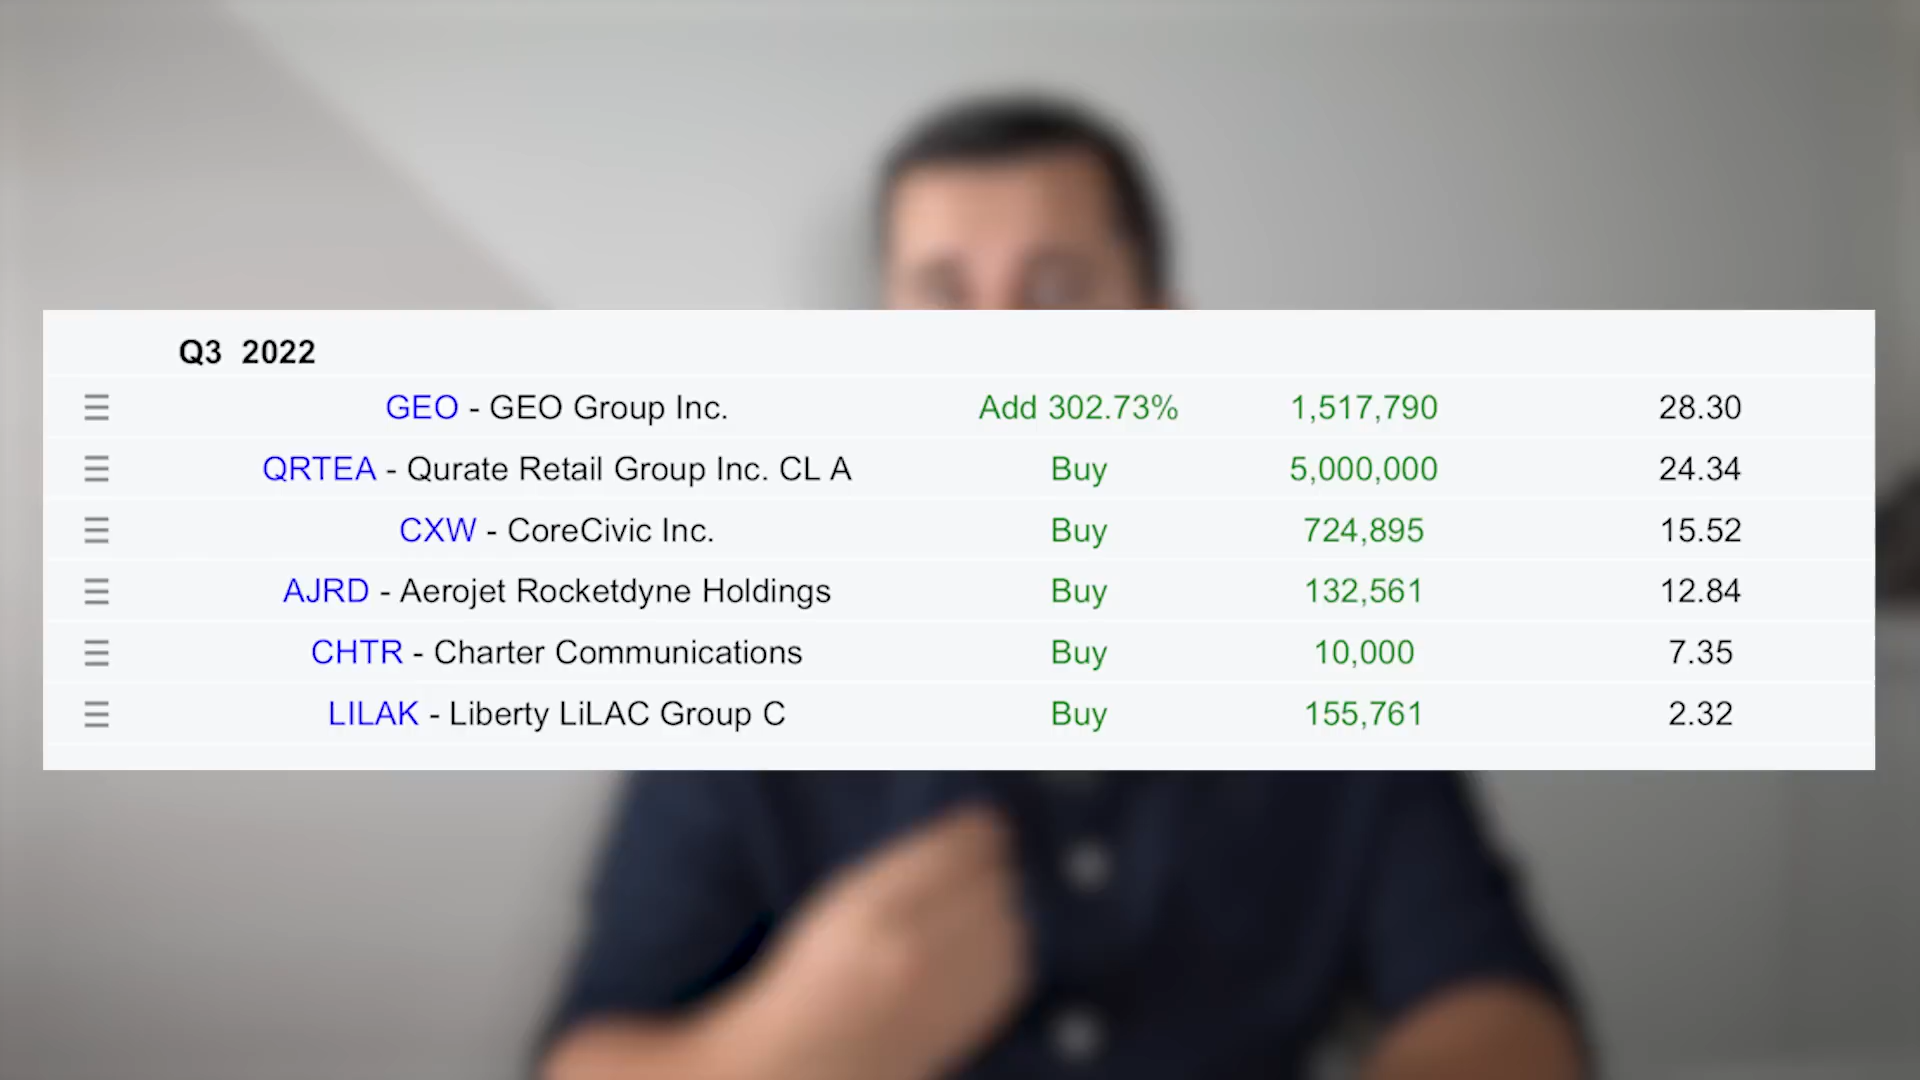 Q3 2022
GEO - GEO Group Inc. Add 302.73% 1,517,790 28.30
QRTEA - Qurate Retail Group Inc. CL A Buy 5,000,000 24.34
CXW - CoreCivic Inc. Buy 724,895 15.52
AJRD - Aerojet Rocketdyne Holdings Buy 132,561 12.84
CHTR - Charter Communications Buy 10,000 7.35
LILAK - Liberty LiLAC Group C Buy 155,761 2.32